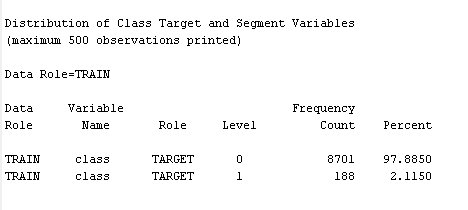 Distribution of Class Target and Segment Variables
(maximum 500 observations printed)
Data Role=TRAIN
Data Variable Frequency
Role Name Role Level Count Percent
TRAIN class TARGET 0 8701 97.8850
TRAIN class TARGET 1 188 2.1150